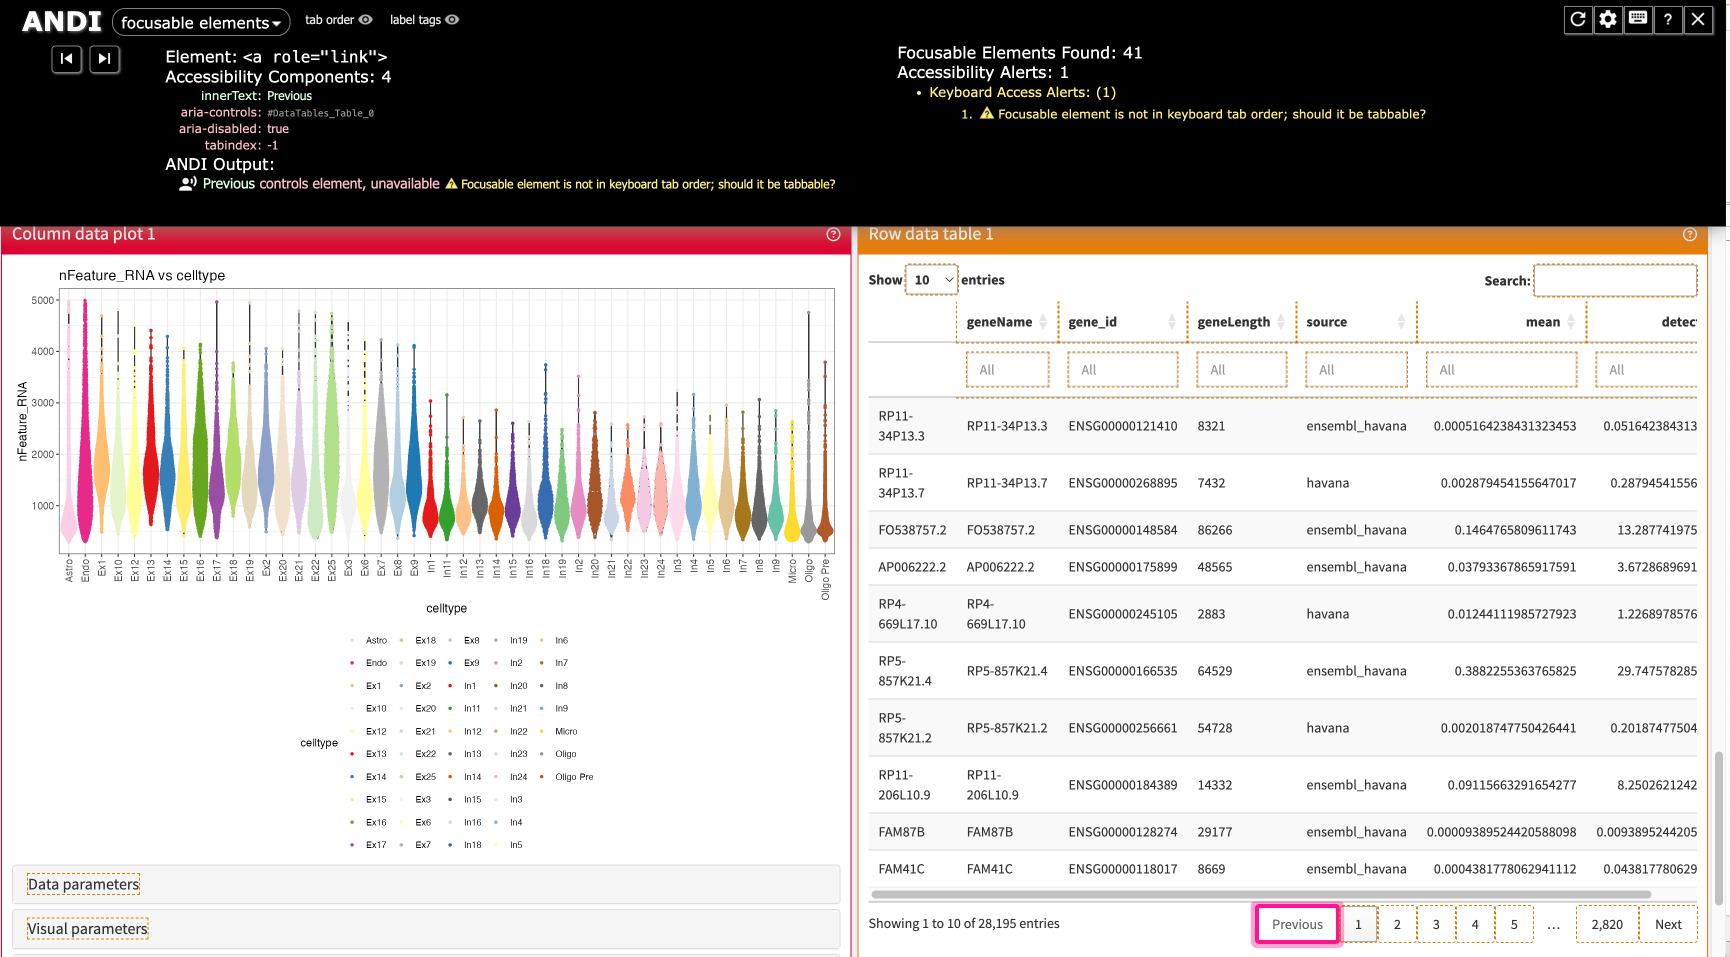 ANDI focusable elements tab order label tags ?
Element: <a role="link">
Accessibility Components: 4
innerText: Previous
aria-controls: #DataTables_Table_0
aria-disabled: true
tabindex: -1
ANDI Output:
Previous controls element, unavailable Focusable element is not in keyboard tab order; should it be tabbable?
Focusable Elements Found: 41
Accessibility Alerts: 1
• Keyboard Access Alerts: (1)
1. Focusable element is not in keyboard tab order; should it be tabbable?
Column data plot 1 ?
nFeature_RNA vs celltype
5000
4000
3000
2000
1000
nFeature_RNA
Astro Endo Ex1 Ex10 Ex12 Ex13 Ex14 Ex15 Ex16 Ex17 Ex18 Ex19 Ex2 Ex20 Ex21 Ex22 Ex25 Ex3 Ex6 Ex7 Ex8 Ex9 In1 In11 In12 In13 In14 In15 In16 In18 In19 In2 In20 In21 In22 In23 In24 In3 In4 In5 In6 In7 In8 In9 Micro Oligo Oligo Pre
celltype
Astro Ex18 Ex8 In19 In6
Endo Ex19 Ex9 In2 In7
Ex1 Ex2 In1 In20 In8
Ex10 Ex20 In11 In21 In9
Ex12 Ex21 In12 In22 Micro
celltype
Ex13 Ex22 In13 In23 Oligo
Ex14 Ex25 In14 In24 Oligo Pre
Ex15 Ex3 In15 In3
Ex16 Ex6 In16 In4
Ex17 Ex7 In18 In5
Data parameters
Visual parameters
Row data table 1 ?
Show 10 entries Search:
geneName gene_id geneLength source mean detec
All All All All All All
RP11-
34P13.3 RP11-34P13.3 ENSG00000121410 8321 ensembl_havana 0.0005164238431323453 0.051642384313
RP11-
34P13.7 RP11-34P13.7 ENSG00000268895 7432 havana 0.002879454155647017 0.28794541556
FO538757.2 FO538757.2 ENSG00000148584 86266 ensembl_havana 0.1464765809611743 13.287741975
AP006222.2 AP006222.2 ENSG00000175899 48565 ensembl_havana 0.03793367865917591 3.6728689691
RP4- RP4-
669L17.10 669L17.10 ENSG00000245105 2883 havana 0.01244111985727923 1.2268978576
RP5-
857K21.4 RP5-857K21.4 ENSG00000166535 64529 ensembl_havana 0.3882255363765825 29.747578285
RP5-
857K21.2 RP5-857K21.2 ENSG00000256661 54728 havana 0.002018747750426441 0.20187477504
RP11- RP11-
206L10.9 206L10.9 ENSG00000184389 14332 ensembl_havana 0.09115663291654277 8.2502621242
FAM87B FAM87B ENSG00000128274 29177 ensembl_havana 0.00009389524420588098 0.0093895244205
FAM41C FAM41C ENSG00000118017 8669 ensembl_havana 0.0004381778062941112 0.043817780629
Showing 1 to 10 of 28,195 entries Previous 1 2 3 4 5 … 2,820 Next